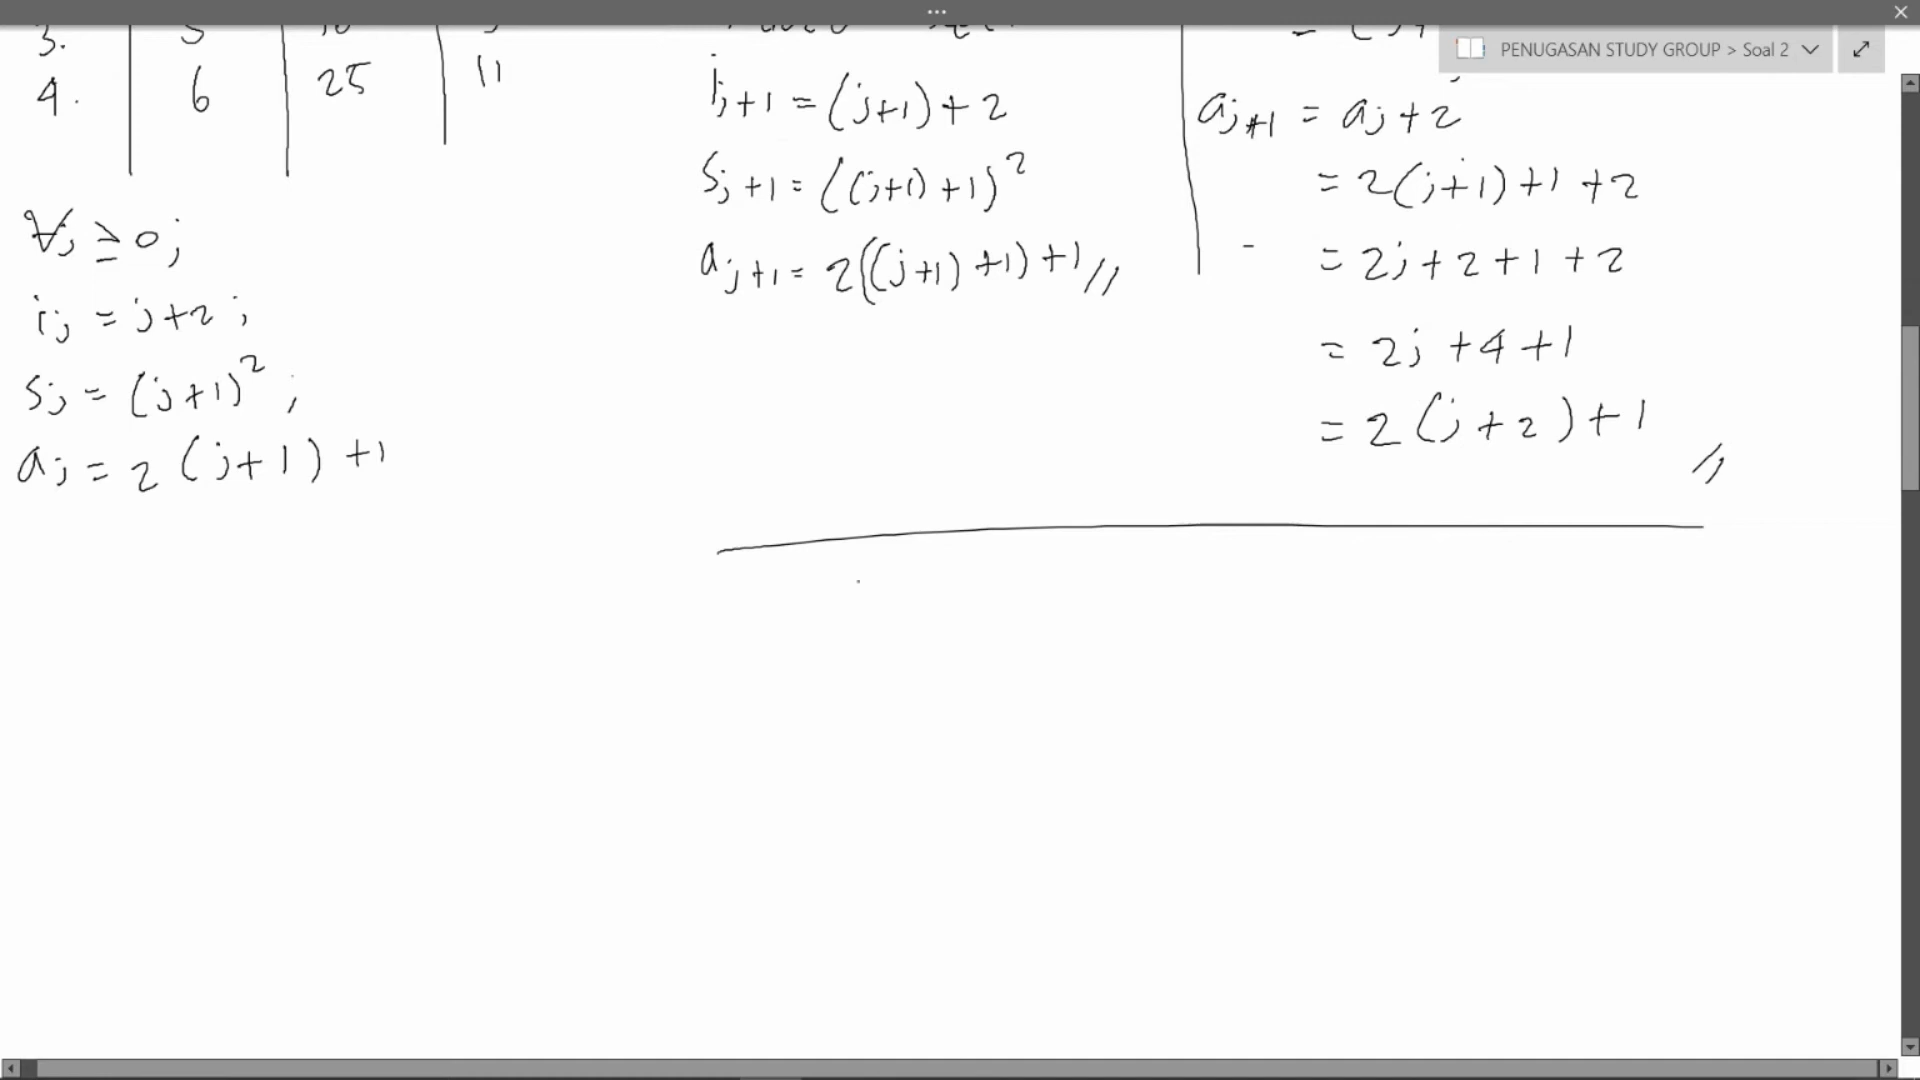 PENUGASAN STUDY GROUP > Soal 2
3. 5
4. 6 25 11
∀j ≥ 0;
ij = j+2;
sj = (j+1)²;
aj = 2(j+1)+1
ij+1 = (j+1)+2
sj+1 = ((j+1)+1)²
aj+1 = 2((j+1)+1)+1 //
aj+1 = aj+2
= 2(j+1)+1+2
= 2j+2+1+2
= 2j+4+1
= 2(j+2)+1 //